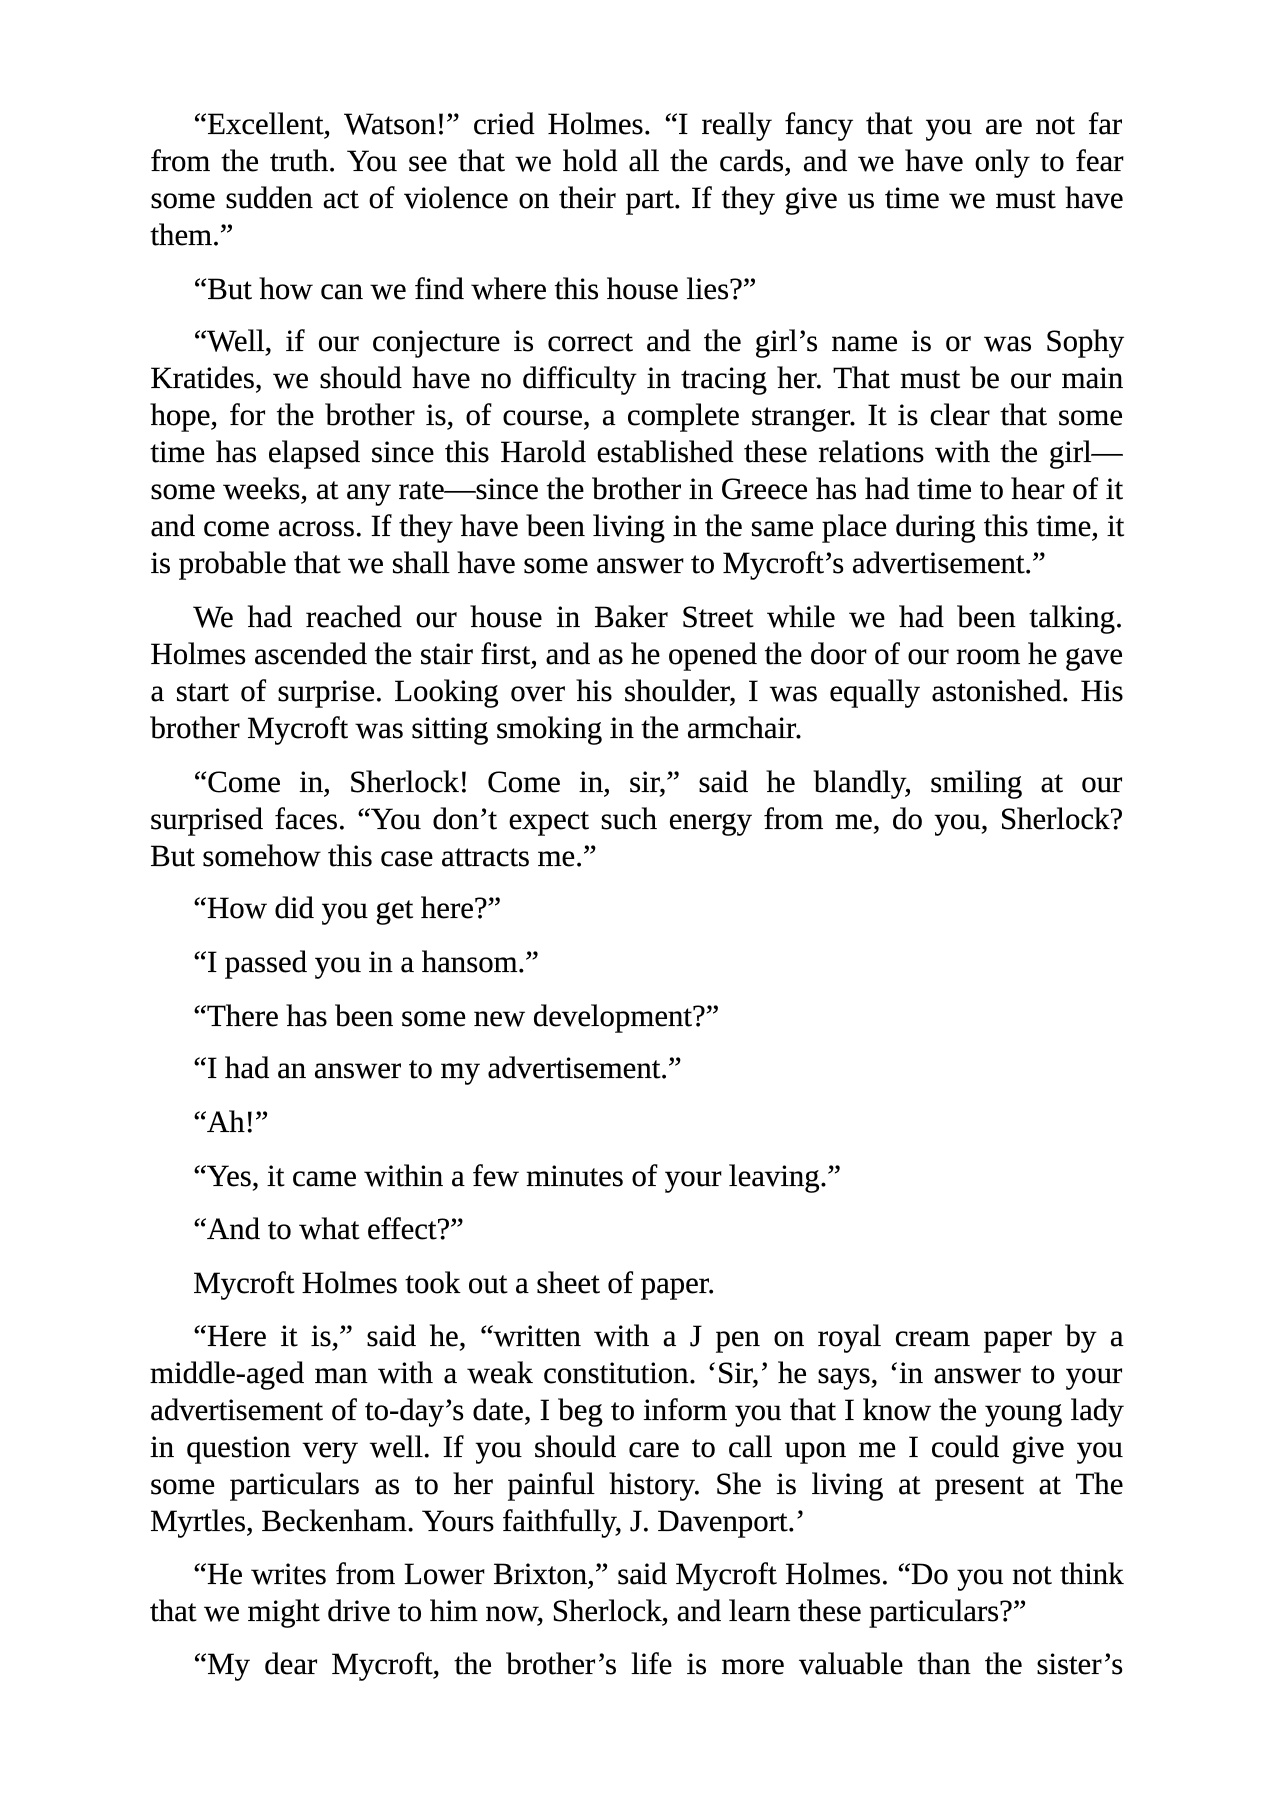 “Excellent, Watson!” cried Holmes. “I really fancy that you are not far
from the truth. You see that we hold all the cards, and we have only to fear
some sudden act of violence on their part. If they give us time we must have
them.”
“But how can we find where this house lies?”
“Well, if our conjecture is correct and the girl’s name is or was Sophy
Kratides, we should have no difficulty in tracing her. That must be our main
hope, for the brother is, of course, a complete stranger. It is clear that some
time has elapsed since this Harold established these relations with the girl—
some weeks, at any rate—since the brother in Greece has had time to hear of it
and come across. If they have been living in the same place during this time, it
is probable that we shall have some answer to Mycroft’s advertisement.”
We had reached our house in Baker Street while we had been talking.
Holmes ascended the stair first, and as he opened the door of our room he gave
a start of surprise. Looking over his shoulder, I was equally astonished. His
brother Mycroft was sitting smoking in the armchair.
“Come in, Sherlock! Come in, sir,” said he blandly, smiling at our
surprised faces. “You don’t expect such energy from me, do you, Sherlock?
But somehow this case attracts me.”
“How did you get here?”
“I passed you in a hansom.”
“There has been some new development?”
“I had an answer to my advertisement.”
“Ah!”
“Yes, it came within a few minutes of your leaving.”
“And to what effect?”
Mycroft Holmes took out a sheet of paper.
“Here it is,” said he, “written with a J pen on royal cream paper by a
middle-aged man with a weak constitution. ‘Sir,’ he says, ‘in answer to your
advertisement of to-day’s date, I beg to inform you that I know the young lady
in question very well. If you should care to call upon me I could give you
some particulars as to her painful history. She is living at present at The
Myrtles, Beckenham. Yours faithfully, J. Davenport.’
“He writes from Lower Brixton,” said Mycroft Holmes. “Do you not think
that we might drive to him now, Sherlock, and learn these particulars?”
“My dear Mycroft, the brother’s life is more valuable than the sister’s